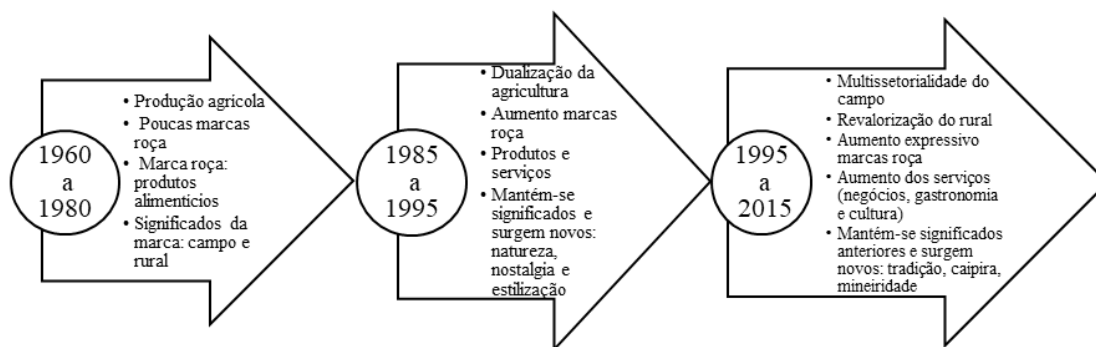 1960
a
1980
• Produção agricola
• Poucas marcas
roça
• Marca roça:
produtos
alimentícios
• Significados da
marca: campo e
rural
1985
a
1995
• Dualização da
agricultura
• Aumento marcas
roça
• Produtos e
serviços
• Mantém-se
significados e
surgem novos:
natureza,
nostalgia e
estilização
1995
a
2015
• Multissetorialidade do
campo
• Revalorização do rural
• Aumento expressivo
marcas roça
• Aumento dos serviços
(negócios, gastronomia
e cultura)
• Mantém-se significados
anteriores e surgem
novos: tradição, caipira,
mineiridade